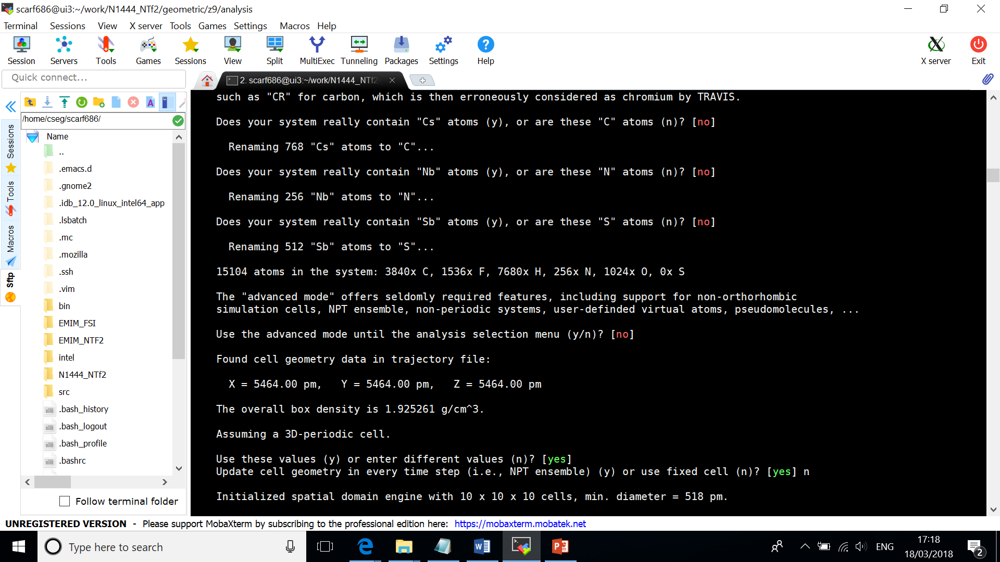 scarf686@ui3:~/work/N1444_NTf2/geometric/z9/analysis
Terminal Sessions View X server Tools Games Settings Macros Help
Session Servers Tools Games Sessions View Split MultiExec Tunneling Packages Settings Help X server Exit
Quick connect...
2. scarf686@ui3:~/work/N1444_NTf2/
/home/cseg/scarf686/
Name
..
.emacs.d
.gnome2
.idb_12.0_linux_intel64_app
.lsbatch
.mc
.mozilla
.ssh
.vim
bin
EMIM_FSI
EMIM_NTF2
intel
N1444_NTf2
src
.bash_history
.bash_logout
.bash_profile
.bashrc
Follow terminal folder
Sessions
Tools
Macros
Sftp
such as "CR" for carbon, which is then erroneously considered as chromium by TRAVIS.
Does your system really contain "Cs" atoms (y), or are these "C" atoms (n)? [no]
Renaming 768 "Cs" atoms to "C"...
Does your system really contain "Nb" atoms (y), or are these "N" atoms (n)? [no]
Renaming 256 "Nb" atoms to "N"...
Does your system really contain "Sb" atoms (y), or are these "S" atoms (n)? [no]
Renaming 512 "Sb" atoms to "S"...
15104 atoms in the system: 3840x C, 1536x F, 7680x H, 256x N, 1024x O, 0x S
The "advanced mode" offers seldomly required features, including support for non-orthorhombic
simulation cells, NPT ensemble, non-periodic systems, user-definded virtual atoms, pseudomolecules, ...
Use the advanced mode until the analysis selection menu (y/n)? [no]
Found cell geometry data in trajectory file:
X = 5464.00 pm, Y = 5464.00 pm, Z = 5464.00 pm
The overall box density is 1.925261 g/cm^3.
Assuming a 3D-periodic cell.
Use these values (y) or enter different values (n)? [yes]
Update cell geometry in every time step (i.e., NPT ensemble) (y) or use fixed cell (n)? [yes] n
Initialized spatial domain engine with 10 x 10 x 10 cells, min. diameter = 518 pm.
UNREGISTERED VERSION - Please support MobaXterm by subscribing to the professional edition here: https://mobaxterm.mobatek.net
Type here to search
ENG
17:18
18/03/2018
2